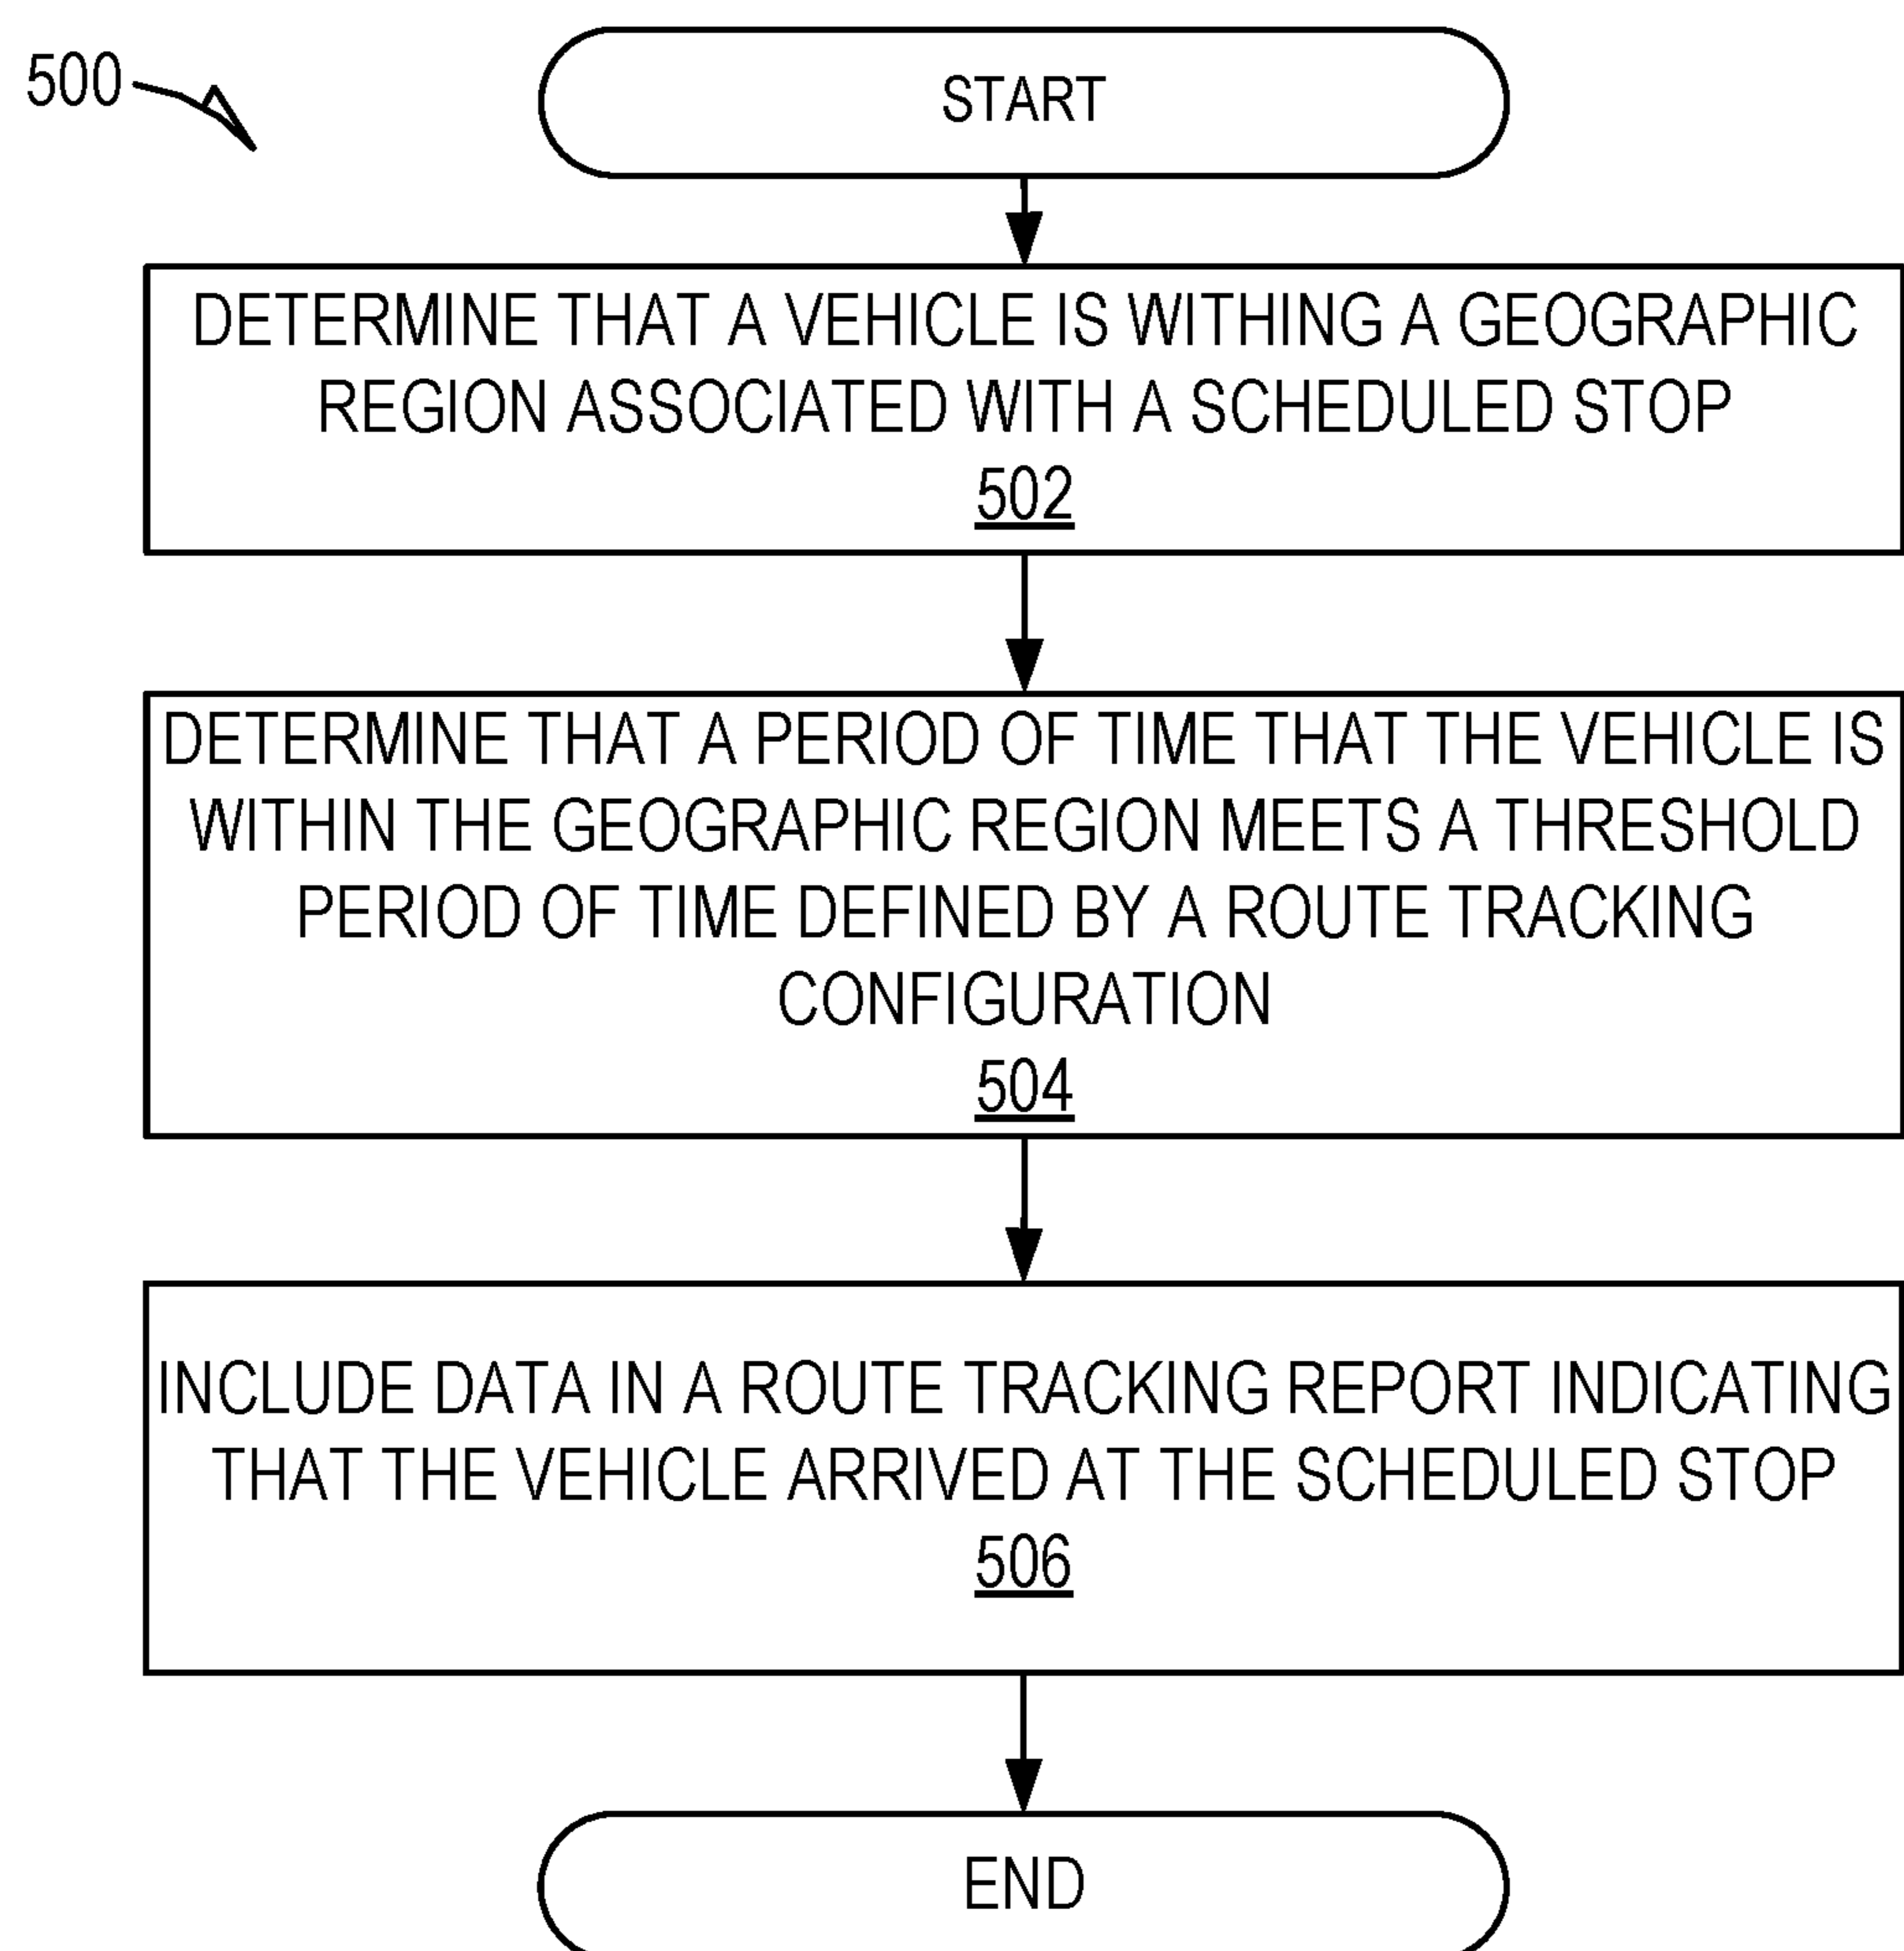 500
START
DETERMINE THAT A VEHICLE IS WITHING A GEOGRAPHIC
REGION ASSOCIATED WITH A SCHEDULED STOP
502
DETERMINE THAT A PERIOD OF TIME THAT THE VEHICLE IS
WITHIN THE GEOGRAPHIC REGION MEETS A THRESHOLD
PERIOD OF TIME DEFINED BY A ROUTE TRACKING
CONFIGURATION
504
INCLUDE DATA IN A ROUTE TRACKING REPORT INDICATING
THAT THE VEHICLE ARRIVED AT THE SCHEDULED STOP
506
END